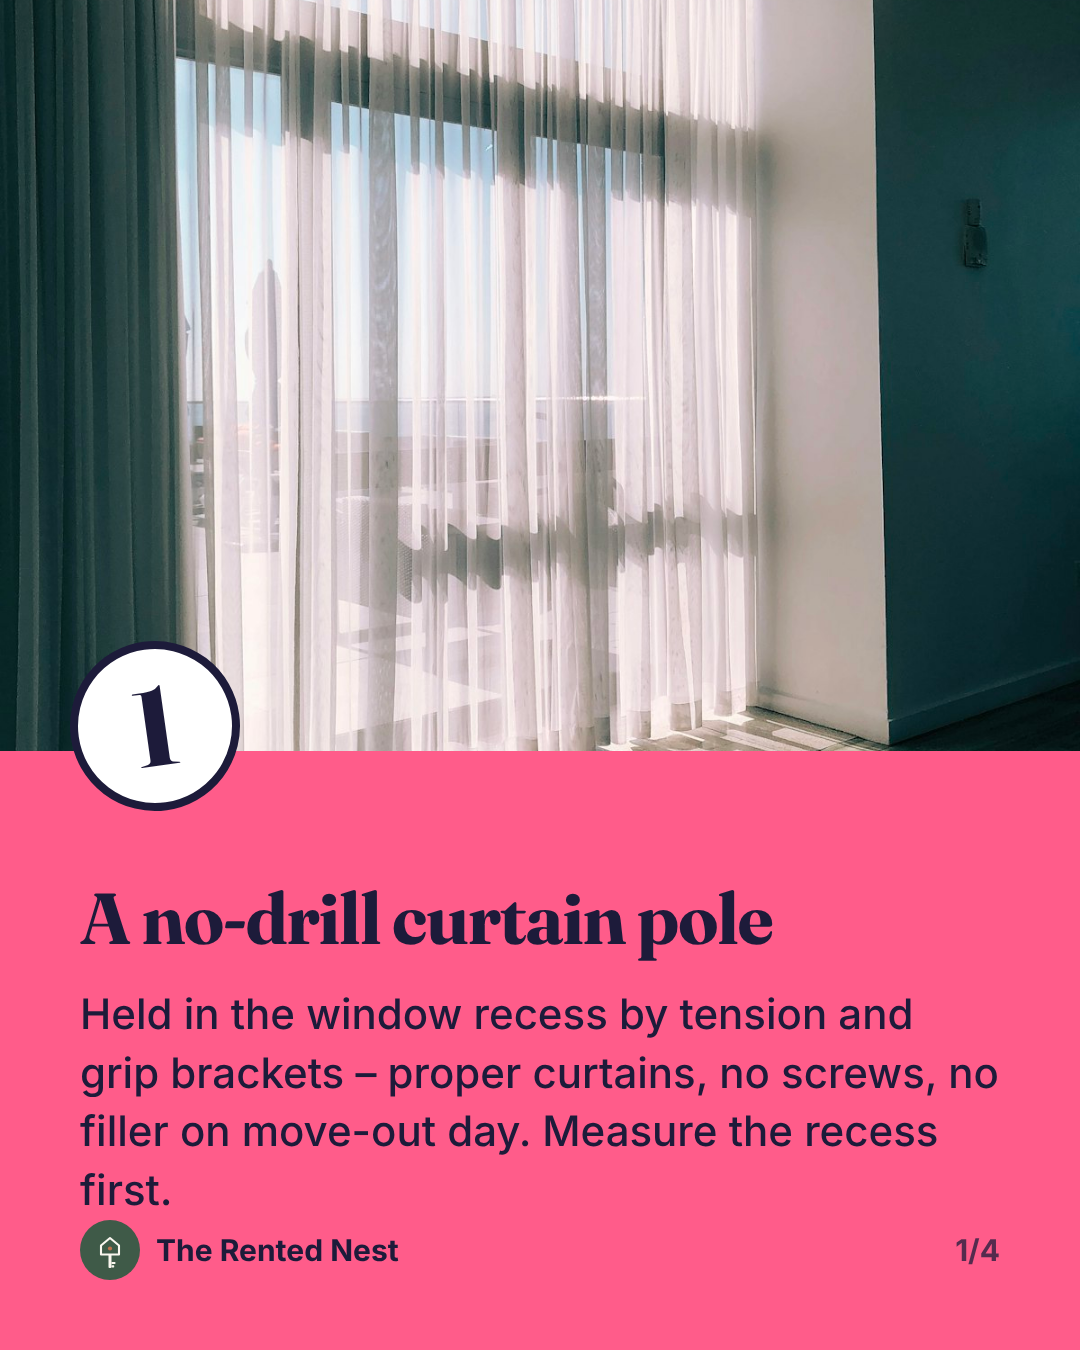 1
A no-drill curtain pole
Held in the window recess by tension and
grip brackets – proper curtains, no screws, no
filler on move-out day. Measure the recess
first.
The Rented Nest
1/4